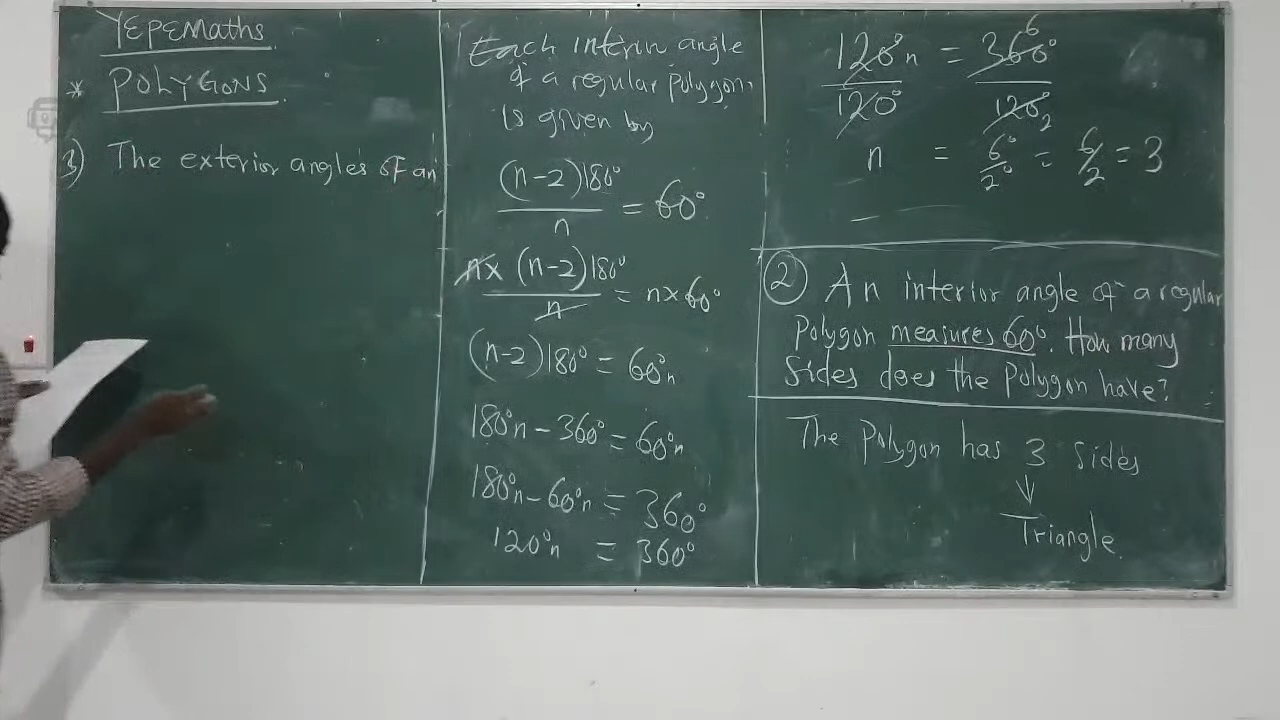 YEPEMaths
* POLYGONS
3) The exterior angles of an
Each interior angle
of a regular polygon,
is given by
(n-2)180°
n
= 60°
n× (n-2)180°
n
= n×60°
(n-2)180° = 60°n
180°n - 360° = 60°n
180°n - 60°n = 360°
120°n = 360°
120°n = 360°
120° 120°
6
2
n = 6°/2° = 6/2 = 3
② An interior angle of a regular
Polygon measures 60°. How many
Sides does the Polygon have?
The Polygon has 3 sides
↓
Triangle.